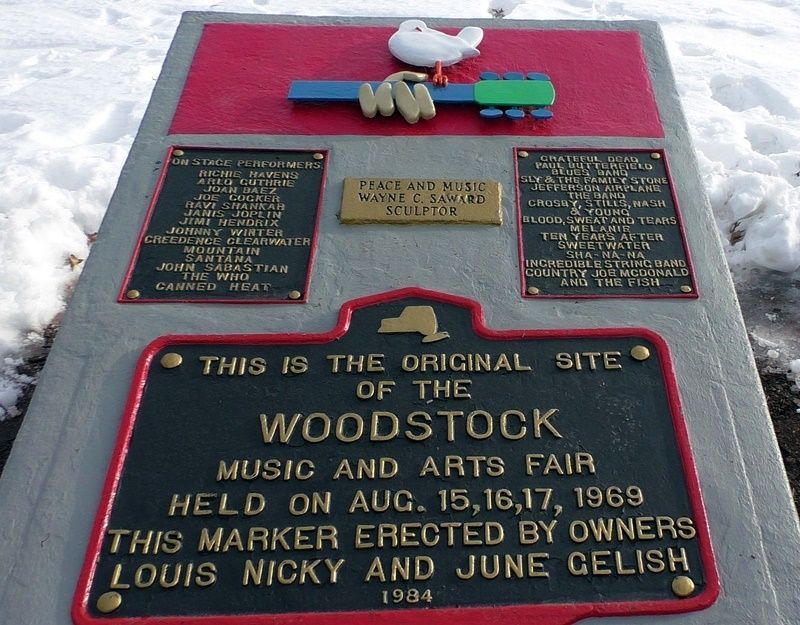 ON STAGE PERFORMERS
RICHIE HAVENS
ARLO GUTHRIE
JOAN BAEZ
JOE COCKER
RAVI SHANKAR
JANIS JOPLIN
JIMI HENDRIX
JOHNNY WINTER
CREEDENCE CLEARWATER
MOUNTAIN
SANTANA
JOHN SABASTIAN
THE WHO
CANNED HEAT
PEACE AND MUSIC
WAYNE C. SAWARD
SCULPTOR
GRATEFUL DEAD
PAUL BUTTERFIELD
BLUES BAND
SLY & THE FAMILY STONE
JEFFERSON AIRPLANE
THE BAND
CROSBY, STILLS, NASH
& YOUNG
BLOOD, SWEAT AND TEARS
MELANIE
TEN YEARS AFTER
SWEETWATER
SHA-NA-NA
INCREDIBLE STRING BAND
COUNTRY JOE MCDONALD
AND THE FISH
THIS IS THE ORIGINAL SITE
OF THE
WOODSTOCK
MUSIC AND ARTS FAIR
HELD ON AUG. 15,16,17, 1969
THIS MARKER ERECTED BY OWNERS
LOUIS NICKY AND JUNE GELISH
1984